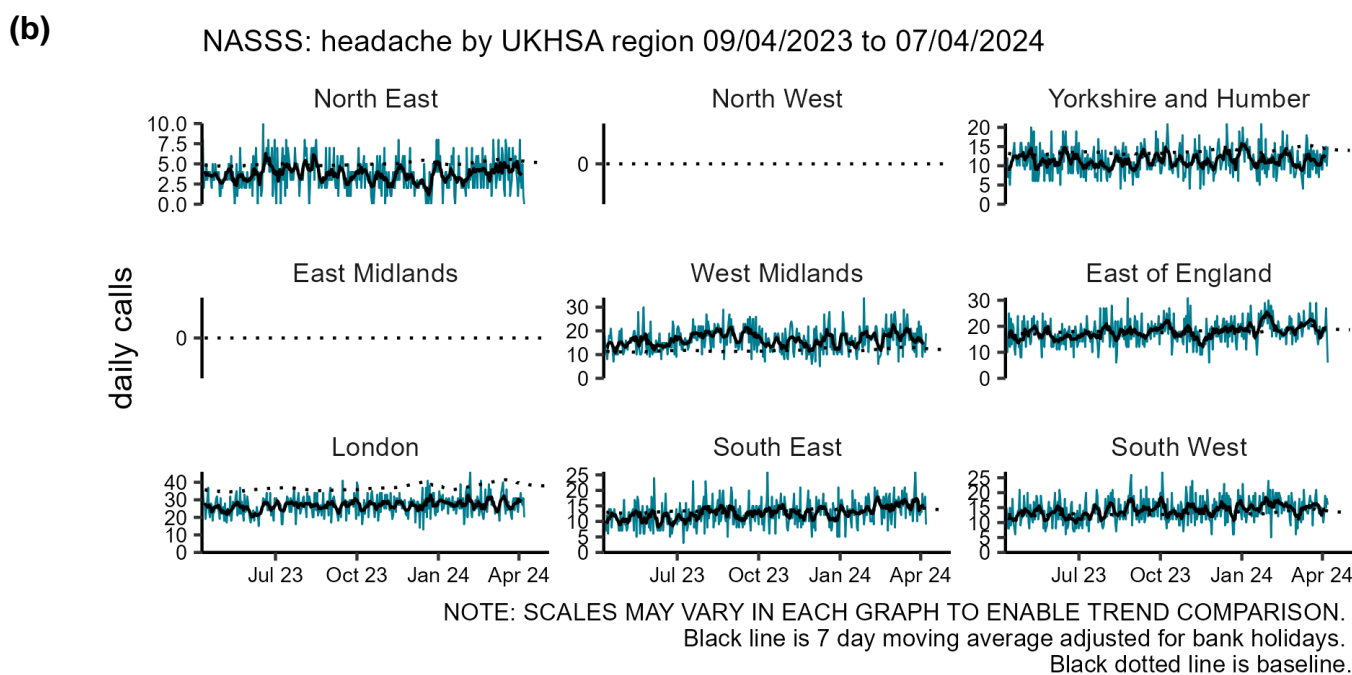 (b)
NASSS: headache by UKHSA region 09/04/2023 to 07/04/2024
daily calls
North East
10.0
7.5
5.0
2.5
0.0
North West
0
Yorkshire and Humber
20
15
10
5
0
East Midlands
0
West Midlands
30
20
10
0
East of England
30
20
10
0
London
40
30
20
10
0
Jul 23 Oct 23 Jan 24 Apr 24
South East
25
20
15
10
5
0
Jul 23 Oct 23 Jan 24 Apr 24
South West
25
20
15
10
5
0
Jul 23 Oct 23 Jan 24 Apr 24
NOTE: SCALES MAY VARY IN EACH GRAPH TO ENABLE TREND COMPARISON.
Black line is 7 day moving average adjusted for bank holidays.
Black dotted line is baseline.